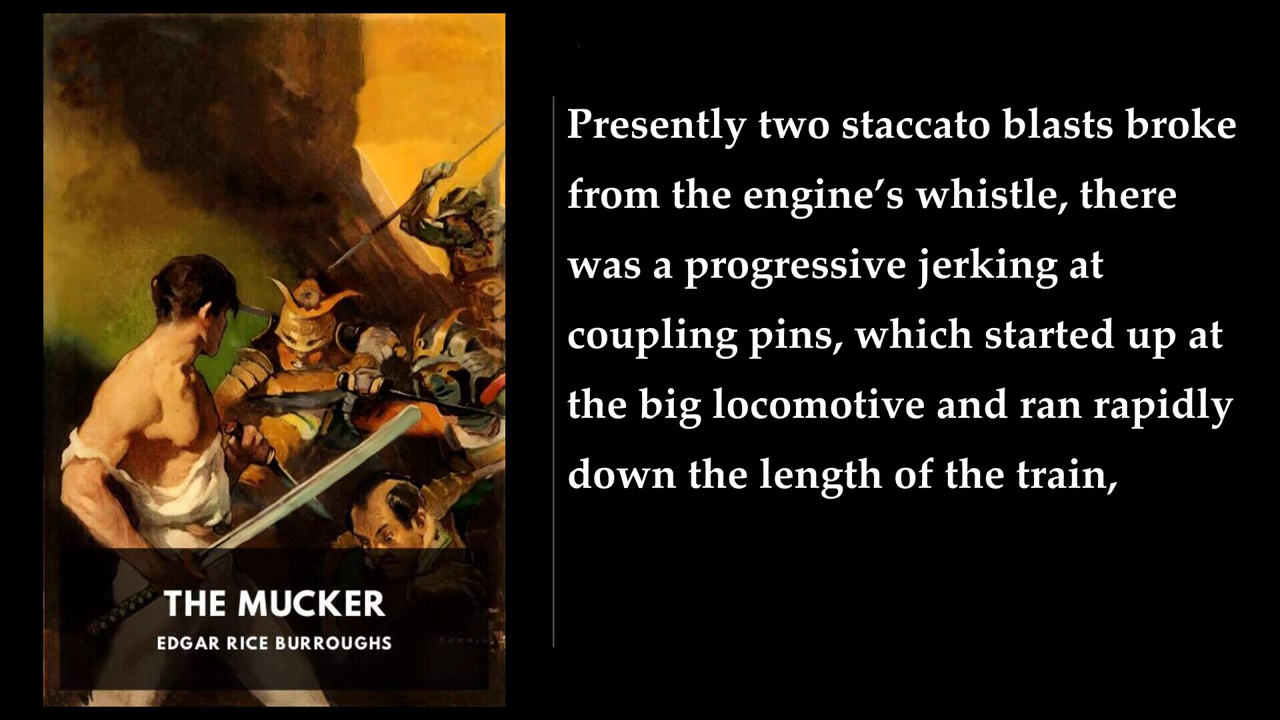 Presently two staccato blasts broke
from the engine’s whistle, there
was a progressive jerking at
coupling pins, which started up at
the big locomotive and ran rapidly
down the length of the train,
THE MUCKER
EDGAR RICE BURROUGHS